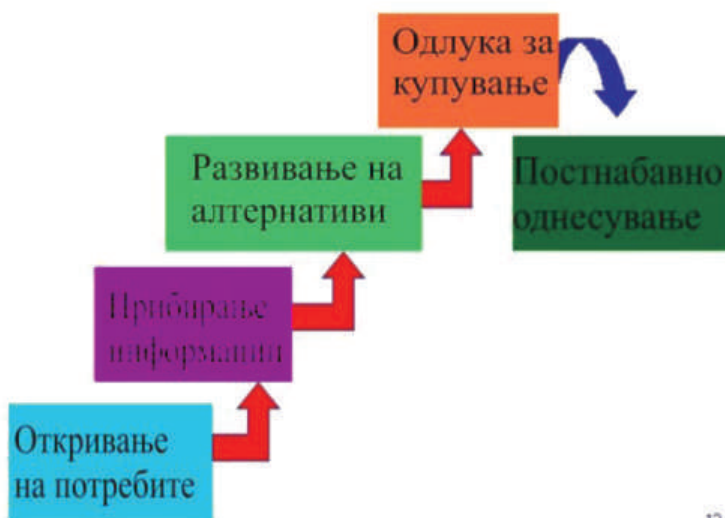 Одлука за
купување
Развивање на
алтернативи
Постнабавно
однесување
Прибирање
информации
Откривање
на потребите